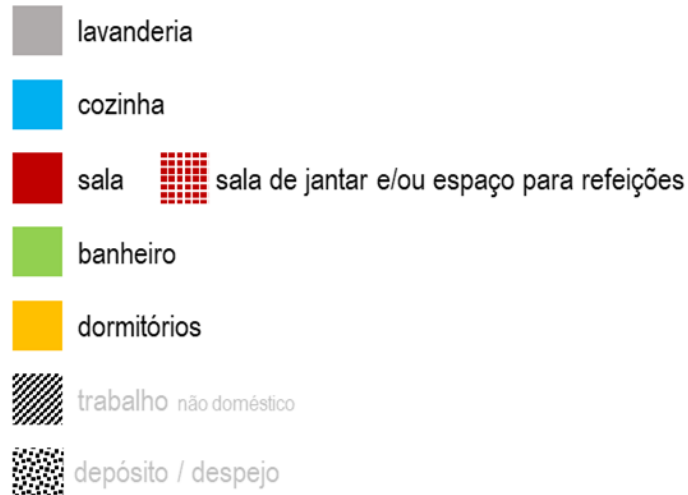 lavanderia
cozinha
sala sala de jantar e/ou espaço para refeições
banheiro
dormitórios
trabalho não doméstico
depósito / despejo